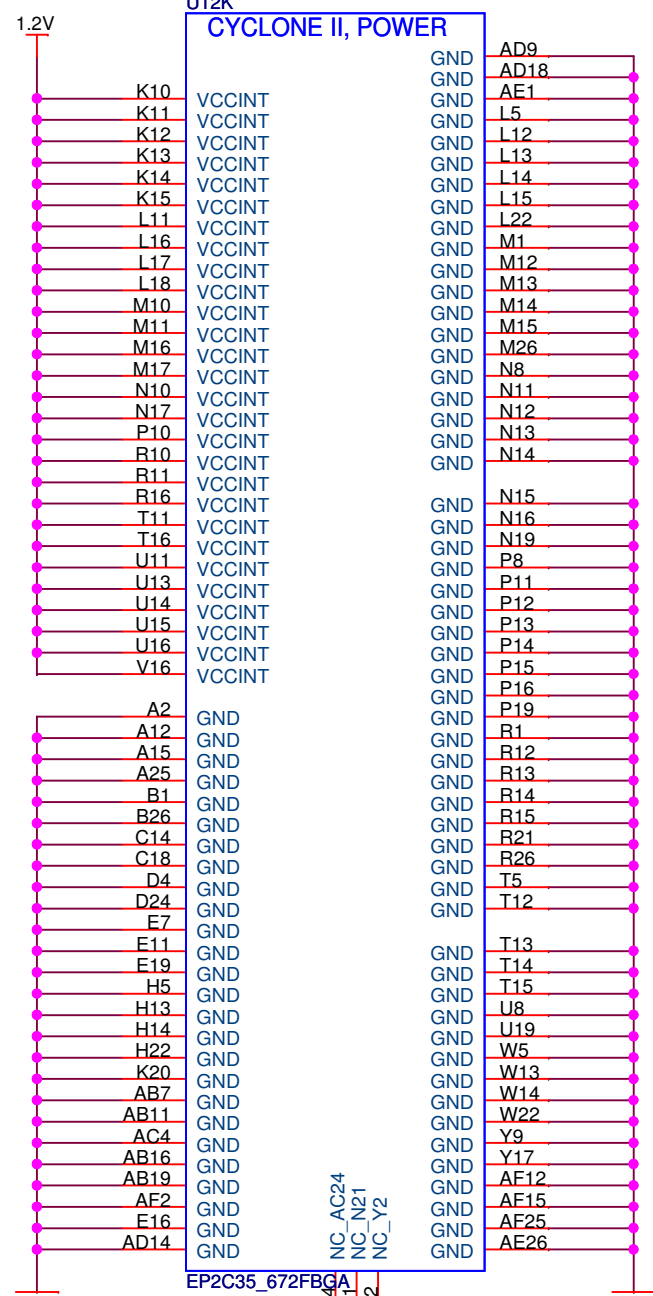 U12K
1.2V
CYCLONE II, POWER
K10 VCCINT
K11 VCCINT
K12 VCCINT
K13 VCCINT
K14 VCCINT
K15 VCCINT
L11 VCCINT
L16 VCCINT
L17 VCCINT
L18 VCCINT
M10 VCCINT
M11 VCCINT
M16 VCCINT
M17 VCCINT
N10 VCCINT
N17 VCCINT
P10 VCCINT
R10 VCCINT
R11 VCCINT
R16 VCCINT
T11 VCCINT
T16 VCCINT
U11 VCCINT
U13 VCCINT
U14 VCCINT
U15 VCCINT
U16 VCCINT
V16 VCCINT
A2 GND
A12 GND
A15 GND
A25 GND
B1 GND
B26 GND
C14 GND
C18 GND
D4 GND
D24 GND
E7 GND
E11 GND
E19 GND
H5 GND
H13 GND
H14 GND
H22 GND
K20 GND
AB7 GND
AB11 GND
AC4 GND
AB16 GND
AB19 GND
AF2 GND
E16 GND
AD14 GND
GND AD9
GND AD18
GND AE1
GND L5
GND L12
GND L13
GND L14
GND L15
GND L22
GND M1
GND M12
GND M13
GND M14
GND M15
GND M26
GND N8
GND N11
GND N12
GND N13
GND N14
GND N15
GND N16
GND N19
GND P8
GND P11
GND P12
GND P13
GND P14
GND P15
GND P16
GND P19
GND R1
GND R12
GND R13
GND R14
GND R15
GND R21
GND R26
GND T5
GND T12
GND T13
GND T14
GND T15
GND U8
GND U19
GND W5
GND W13
GND W14
GND W22
GND Y9
GND Y17
GND AF12
GND AF15
GND AF25
GND AE26
NC_AC24
NC_N21
NC_Y2
EP2C35_672FBGA